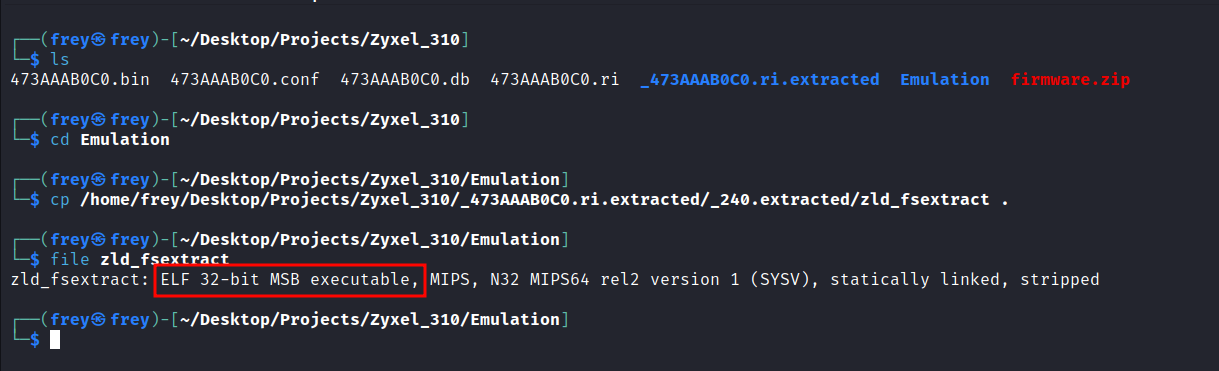 ┌──(frey㉿frey)-[~/Desktop/Projects/Zyxel_310]
└─$ ls
473AAAB0C0.bin  473AAAB0C0.conf  473AAAB0C0.db  473AAAB0C0.ri  _473AAAB0C0.ri.extracted  Emulation  firmware.zip
┌──(frey㉿frey)-[~/Desktop/Projects/Zyxel_310]
└─$ cd Emulation
┌──(frey㉿frey)-[~/Desktop/Projects/Zyxel_310/Emulation]
└─$ cp /home/frey/Desktop/Projects/Zyxel_310/_473AAAB0C0.ri.extracted/_240.extracted/zld_fsextract .
┌──(frey㉿frey)-[~/Desktop/Projects/Zyxel_310/Emulation]
└─$ file zld_fsextract
zld_fsextract: ELF 32-bit MSB executable, MIPS, N32 MIPS64 rel2 version 1 (SYSV), statically linked, stripped
┌──(frey㉿frey)-[~/Desktop/Projects/Zyxel_310/Emulation]
└─$